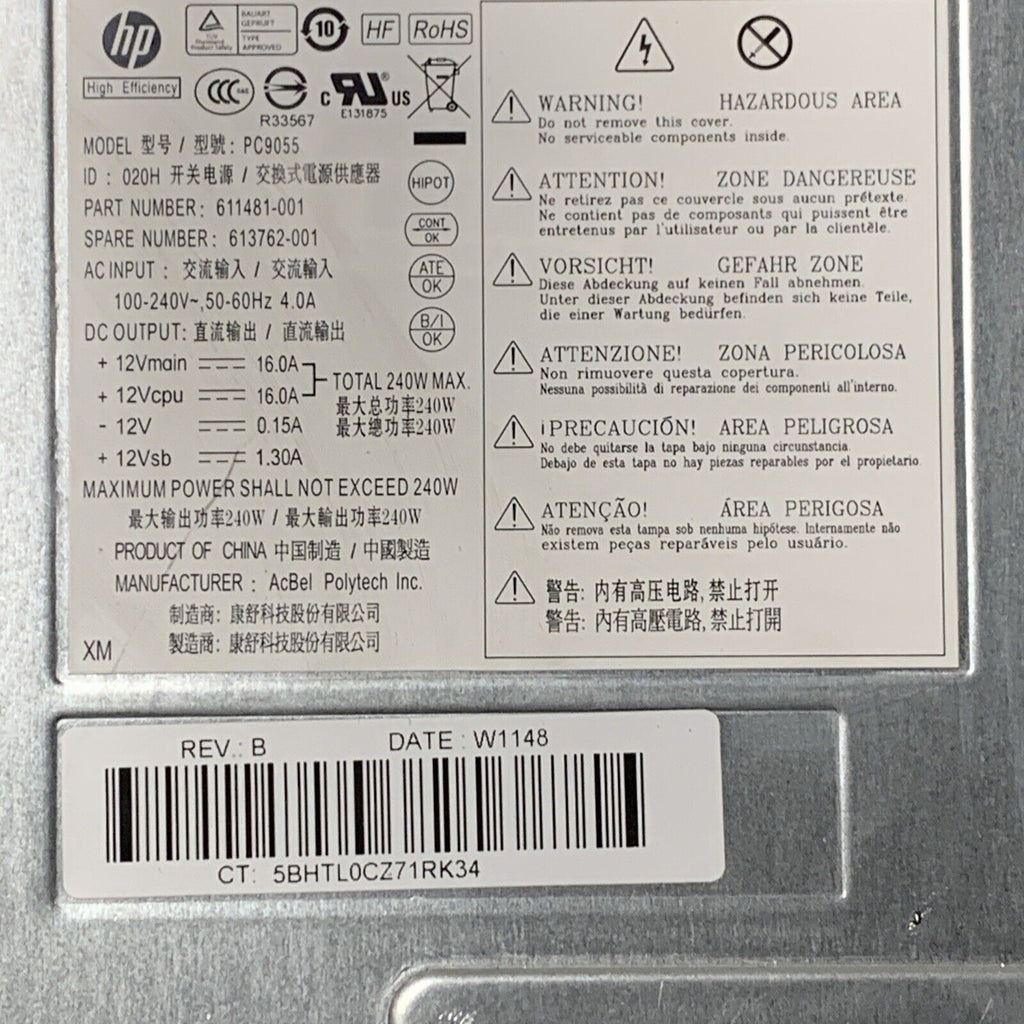 hp
BAUART
GEPRUFT
TYPE
APPROVED
TUV
Rheinland
Product Safety
10
HF
RoHS
High Efficiency
CCC
R33567
c RU US
E131875
MODEL 型号 / 型號: PC9055
ID : 020H 开关电源 / 交換式電源供應器
PART NUMBER: 611481-001
SPARE NUMBER: 613762-001
AC INPUT : 交流输入 / 交流輸入
100-240V~,50-60Hz 4.0A
DC OUTPUT: 直流输出 / 直流輸出
+ 12Vmain 16.0A
+ 12Vcpu 16.0A
TOTAL 240W MAX.
最大总功率240W
最大總功率240W
- 12V 0.15A
+ 12Vsb 1.30A
MAXIMUM POWER SHALL NOT EXCEED 240W
最大输出功率240W / 最大輸出功率240W
PRODUCT OF CHINA 中国制造 / 中國製造
MANUFACTURER : AcBel Polytech Inc.
制造商: 康舒科技股份有限公司
製造商: 康舒科技股份有限公司
XM
HIPOT
CONT
OK
ATE
OK
B/I
OK
WARNING! HAZARDOUS AREA
Do not remove this cover.
No serviceable components inside.
ATTENTION! ZONE DANGEREUSE
Ne retirez pas ce couvercle sous aucun prétexte.
Ne contient pas de composants qui puissent être
entretenus par l'utilisateur ou par la clientèle.
VORSICHT! GEFAHR ZONE
Diese Abdeckung auf keinen Fall abnehmen.
Unter dieser Abdeckung befinden sich keine Teile,
die einer Wartung bedürfen.
ATTENZIONE! ZONA PERICOLOSA
Non rimuovere questa copertura.
Nessuna possibilità di reparazione dei componenti all'interno.
¡PRECAUCIÓN! AREA PELIGROSA
No debe quitarse la tapa bajo ninguna circunstancia.
Debajo de esta tapa no hay piezas reparables por el propietario.
ATENÇÃO! ÁREA PERIGOSA
Não remova esta tampa sob nenhuma hipótese. Internamente não
existem peças reparáveis pelo usuário.
警告: 内有高压电路,禁止打开
警告: 內有高壓電路,禁止打開
REV.: B DATE : W1148
CT: 5BHTL0CZ71RK34